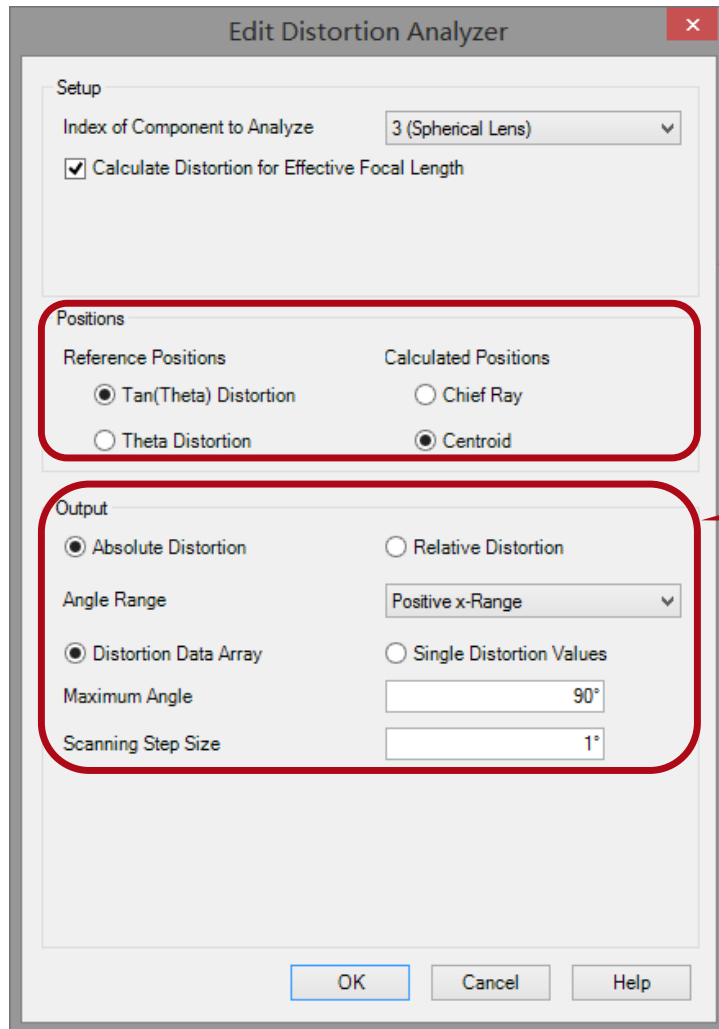 Edit Distortion Analyzer
Setup
Index of Component to Analyze 3 (Spherical Lens)
Calculate Distortion for Effective Focal Length
Positions
Reference Positions Calculated Positions
Tan(Theta) Distortion Chief Ray
Theta Distortion Centroid
Output
Absolute Distortion Relative Distortion
Angle Range Positive x-Range
Distortion Data Array Single Distortion Values
Maximum Angle 90°
Scanning Step Size 1°
OK Cancel Help